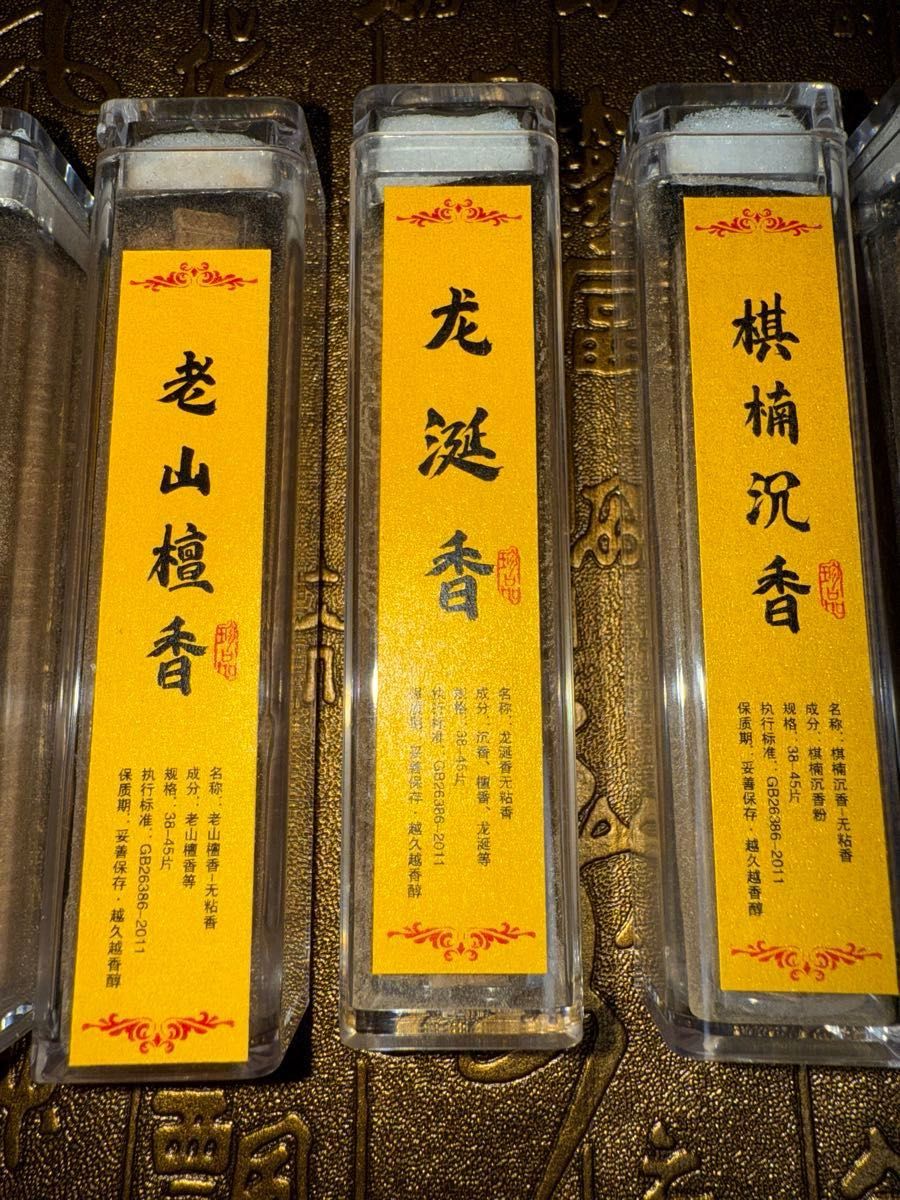 老山檀香
珍品
名称：老山檀香-无粘香
成分：老山檀香等
规格：38-45片
执行标准：GB26386-2011
保质期：妥善保存·越久越香醇
龙涎香
珍品
名称：龙涎香无粘香
成分：沉香、檀香、龙涎等
规格：38-45片
执行标准：GB26386-2011
保质期：妥善保存·越久越香醇
棋楠沉香
珍品
名称：棋楠沉香-无粘香
成分：棋楠沉香粉
规格：38-45片
执行标准：GB26386-2011
保质期：妥善保存·越久越香醇